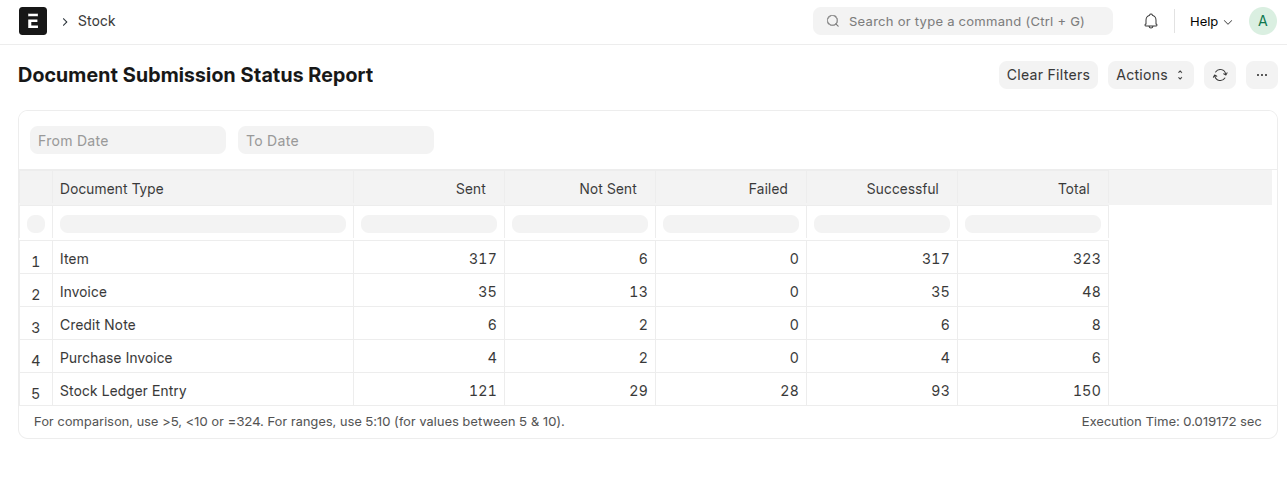 E > Stock Search or type a command (Ctrl + G) Help A
Document Submission Status Report Clear Filters Actions ...
From Date To Date
Document Type Sent Not Sent Failed Successful Total
1 Item 317 6 0 317 323
2 Invoice 35 13 0 35 48
3 Credit Note 6 2 0 6 8
4 Purchase Invoice 4 2 0 4 6
5 Stock Ledger Entry 121 29 28 93 150
For comparison, use >5, <10 or =324. For ranges, use 5:10 (for values between 5 & 10). Execution Time: 0.019172 sec